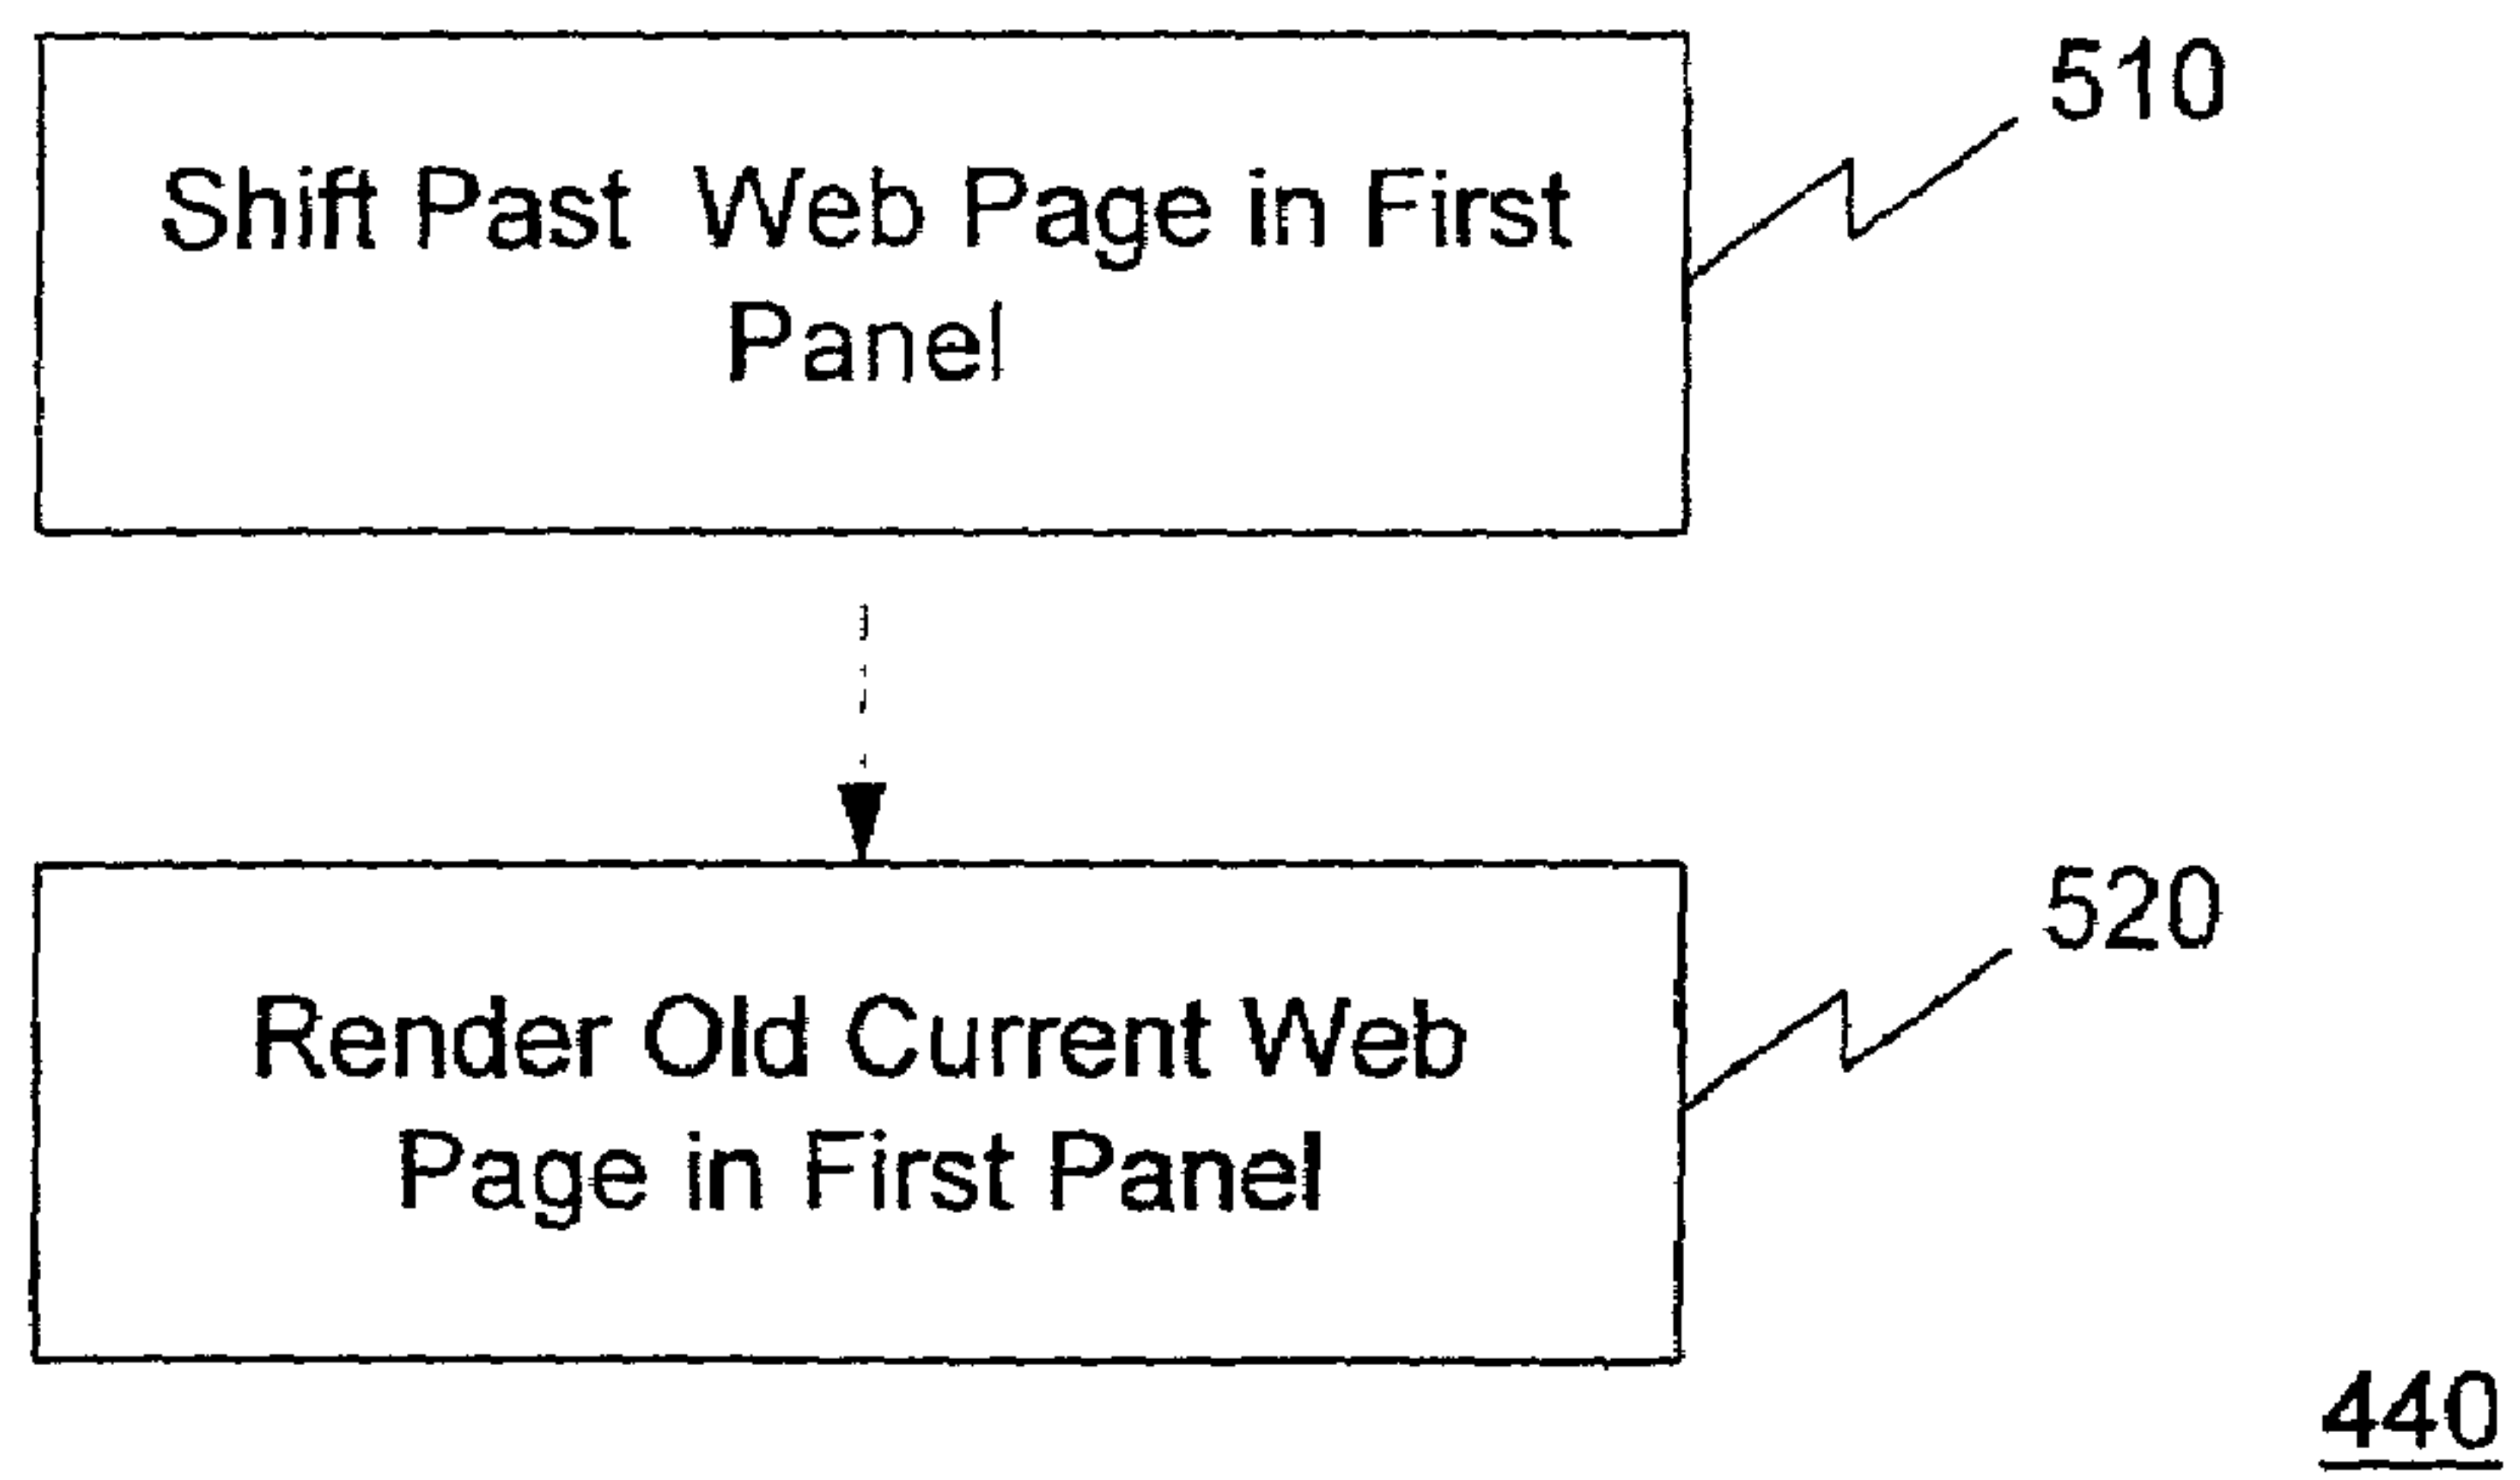 510
Shift Past Web Page in First
Panel
520
Render Old Current Web
Page in First Panel
440